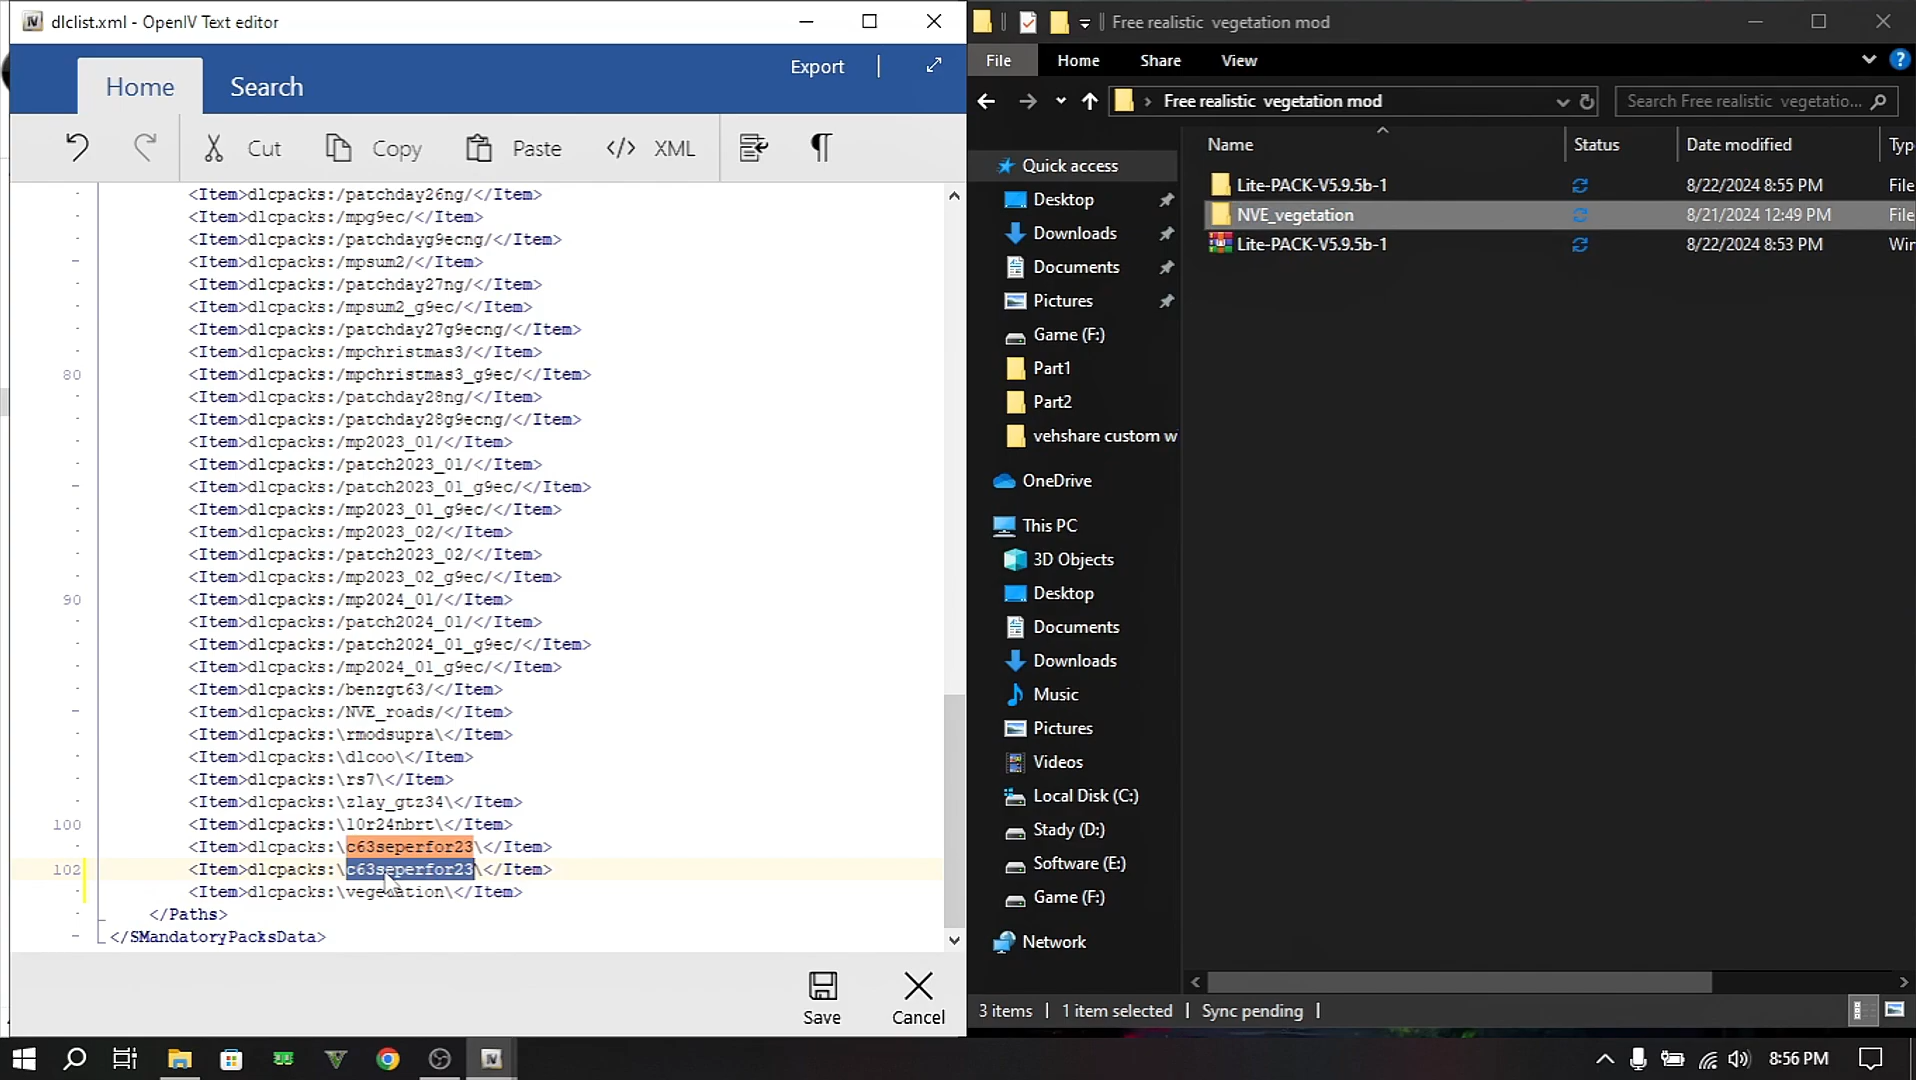 dlclist.xml - OpenIV Text editor
Export
Home
Search
Cut
Copy
Paste
XML
<Item>dlcpacks:/patchday26ng/</Item>
<Item>dlcpacks:/mpg9ec/</Item>
<Item>dlcpacks:/patchdayg9ecng/</Item>
<Item>dlcpacks:/mpsum2/</Item>
<Item>dlcpacks:/patchday27ng/</Item>
<Item>dlcpacks:/mpsum2_g9ec/</Item>
<Item>dlcpacks:/patchday27g9ecng/</Item>
<Item>dlcpacks:/mpchristmas3/</Item>
80 <Item>dlcpacks:/mpchristmas3_g9ec/</Item>
<Item>dlcpacks:/patchday28ng/</Item>
<Item>dlcpacks:/patchday28g9ecng/</Item>
<Item>dlcpacks:/mp2023_01/</Item>
<Item>dlcpacks:/patch2023_01/</Item>
<Item>dlcpacks:/patch2023_01_g9ec/</Item>
<Item>dlcpacks:/mp2023_01_g9ec/</Item>
<Item>dlcpacks:/mp2023_02/</Item>
<Item>dlcpacks:/patch2023_02/</Item>
<Item>dlcpacks:/mp2023_02_g9ec/</Item>
90 <Item>dlcpacks:/mp2024_01/</Item>
<Item>dlcpacks:/patch2024_01/</Item>
<Item>dlcpacks:/patch2024_01_g9ec/</Item>
<Item>dlcpacks:/mp2024_01_g9ec/</Item>
<Item>dlcpacks:/benzgt63/</Item>
<Item>dlcpacks:/NVE_roads/</Item>
<Item>dlcpacks:\rmodsupra\</Item>
<Item>dlcpacks:\dlcoo\</Item>
<Item>dlcpacks:\rs7\</Item>
<Item>dlcpacks:\zlay_gtz34\</Item>
100 <Item>dlcpacks:\l0r24nbrt\</Item>
<Item>dlcpacks:\c63seperfor23\</Item>
102 <Item>dlcpacks:\c63seperfor23\</Item>
<Item>dlcpacks:\vegetation\</Item>
</Paths>
</SMandatoryPacksData>
Save
Cancel
Free realistic  vegetation mod
File
Home
Share
View
Free realistic  vegetation mod
Search Free realistic  vegetatio...
Name
Status
Date modified
Typ
Lite-PACK-V5.9.5b-1 8/22/2024 8:55 PM File
NVE_vegetation 8/21/2024 12:49 PM File
Lite-PACK-V5.9.5b-1 8/22/2024 8:53 PM Win
Quick access
Desktop
Downloads
Documents
Pictures
Game (F:)
Part1
Part2
vehshare custom w
OneDrive
This PC
3D Objects
Desktop
Documents
Downloads
Music
Pictures
Videos
Local Disk (C:)
Stady (D:)
Software (E:)
Game (F:)
Network
3 items
1 item selected
Sync pending
8:56 PM